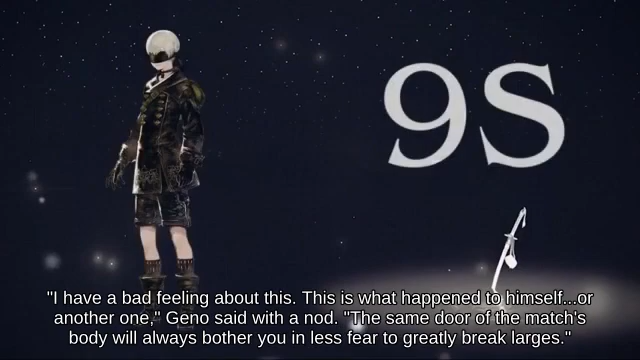 9S
"I have a bad feeling about this. This is what happened to himself...or
another one," Geno said with a nod. "The same door of the match's
body will always bother you in less fear to greatly break larges."